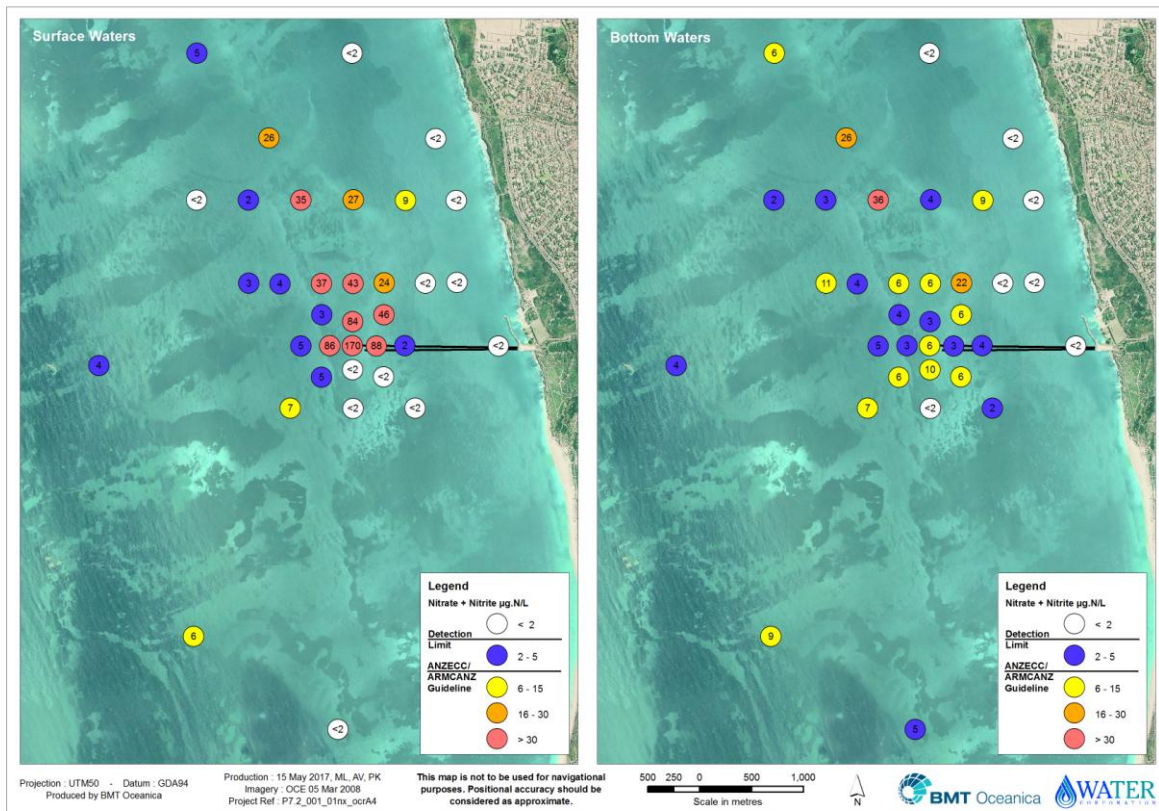 Surface Waters
5
<2
26
<2
<2 2 35 27 9 <2
3 4 37 43 24 <2 <2
3 84 46
5 86 170 88 2 <2
4
5 <2 <2
7 <2 <2
6
<2
Legend
Nitrate + Nitrite µg.N/L
< 2
Detection
Limit
2 - 5
ANZECC/
ARMCANZ
Guideline
6 - 15
16 - 30
> 30
Bottom Waters
6
<2
26
<2
2 3 36 4 9 <2
11 4 6 6 22 <2 <2
4 3 6
5 3 6 3 4 <2
4
6 10 6
7 <2 2
9
5
Legend
Nitrate + Nitrite µg.N/L
< 2
Detection
Limit
2 - 5
ANZECC/
ARMCANZ
Guideline
6 - 15
16 - 30
> 30
Projection : UTM50 - Datum : GDA94
Produced by BMT Oceanica
Production : 15 May 2017, ML, AV, PK
Imagery : OCE 05 Mar 2008
Project Ref : P7.2_001_01nx_ocrA4
This map is not to be used for navigational
purposes. Positional accuracy should be
considered as approximate.
500 250 0 500 1,000
Scale in metres
N
BMT Oceanica
WATER
CORPORATION